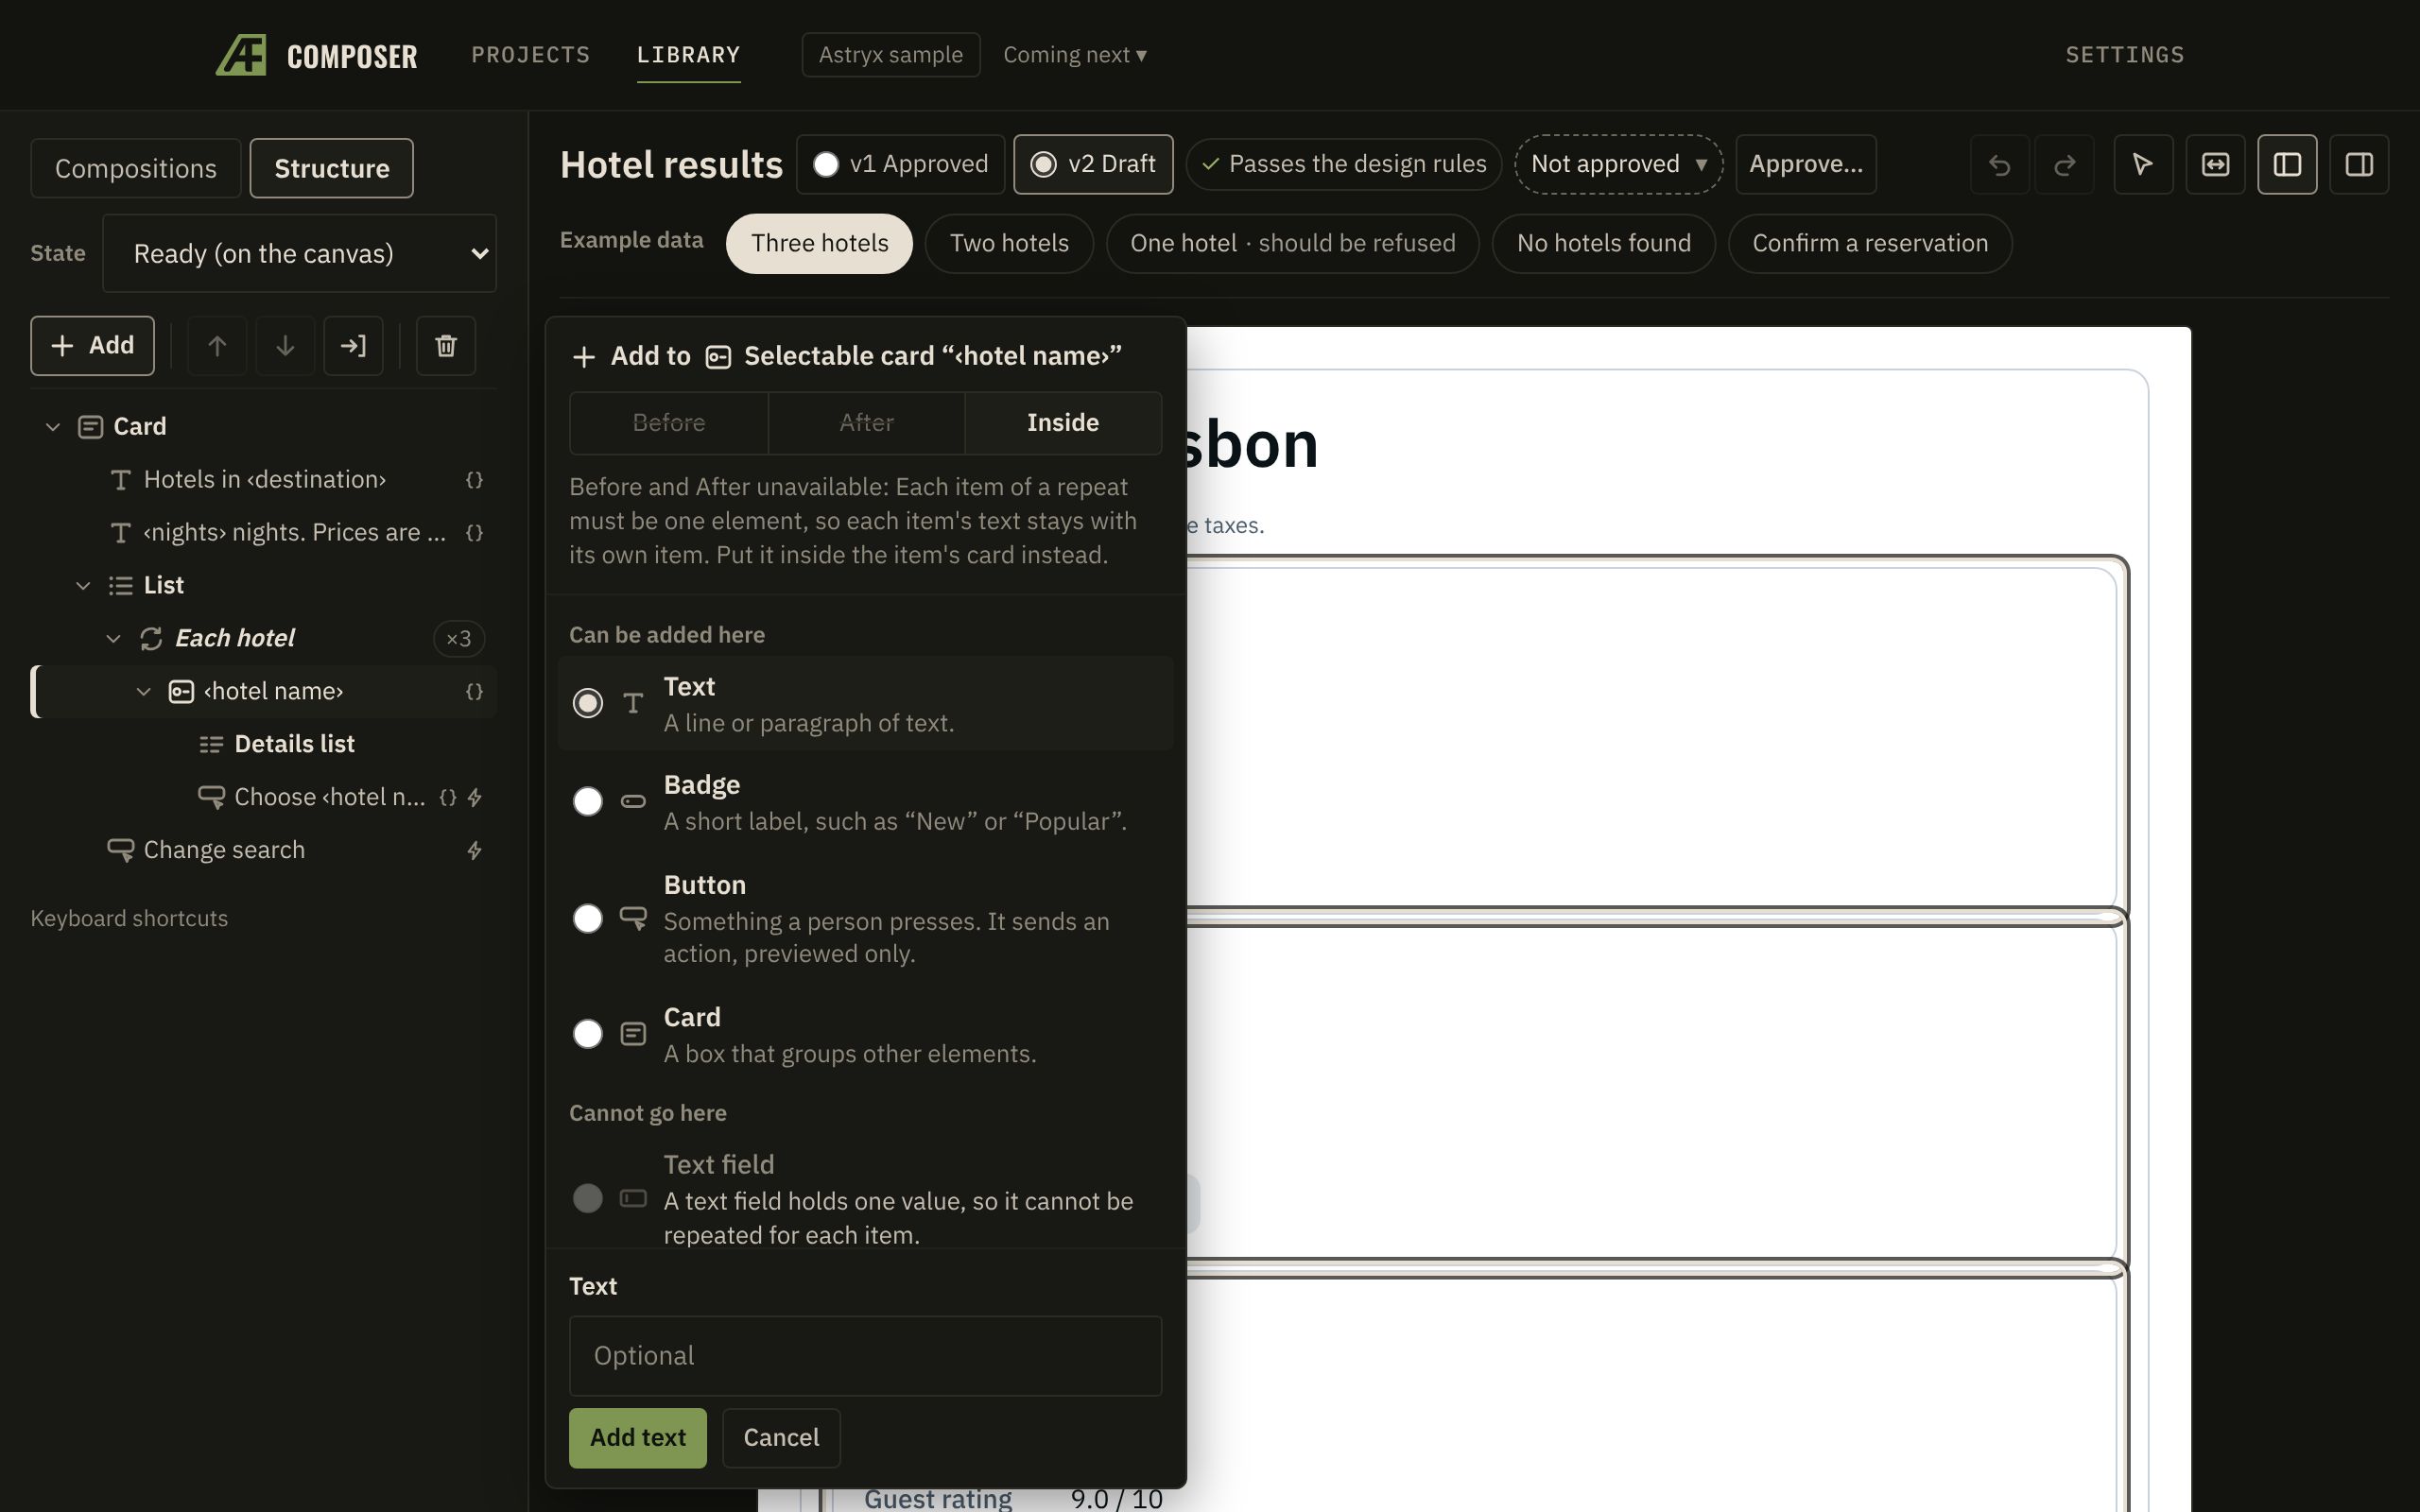 Æ COMPOSER PROJECTS LIBRARY Astryx sample Coming next ▾ SETTINGS
Compositions Structure
State Ready (on the canvas)
+ Add
Card
Hotels in ‹destination› {}
‹nights› nights. Prices are ... {}
List
Each hotel ×3
‹hotel name› {}
Details list
Choose ‹hotel n... {}
Change search
Keyboard shortcuts
Hotel results v1 Approved v2 Draft ✓ Passes the design rules Not approved ▾ Approve...
Example data Three hotels Two hotels One hotel · should be refused No hotels found Confirm a reservation
+ Add to Selectable card “‹hotel name›”
Before After Inside
Before and After unavailable: Each item of a repeat
must be one element, so each item's text stays with
its own item. Put it inside the item's card instead.
Can be added here
Text
A line or paragraph of text.
Badge
A short label, such as “New” or “Popular”.
Button
Something a person presses. It sends an
action, previewed only.
Card
A box that groups other elements.
Cannot go here
Text field
A text field holds one value, so it cannot be
repeated for each item.
Text
Optional
Add text Cancel
sbon
e taxes.
Guest rating 9.0 / 10